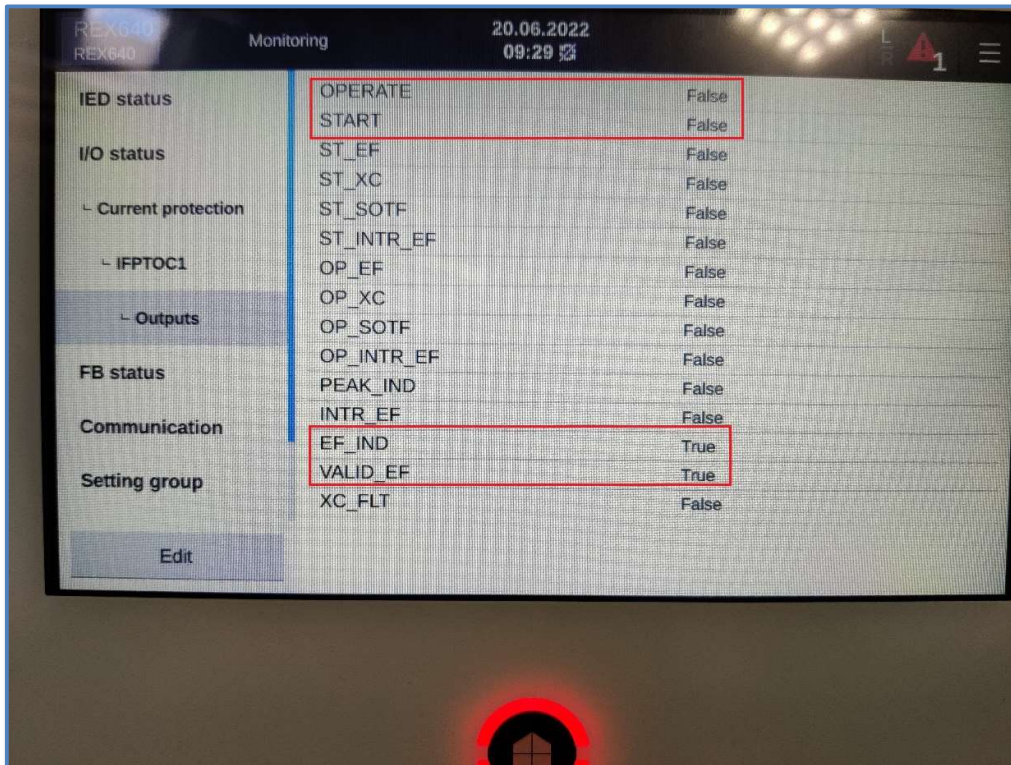 REX640
REX640
Monitoring
20.06.2022
09:29
L
R
1
IED status
I/O status
Current protection
IFPTOC1
Outputs
FB status
Communication
Setting group
Edit
OPERATE False
START False
ST_EF False
ST_XC False
ST_SOTF False
ST_INTR_EF False
OP_EF False
OP_XC False
OP_SOTF False
OP_INTR_EF False
PEAK_IND False
INTR_EF False
EF_IND True
VALID_EF True
XC_FLT False